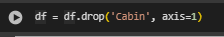 df = df.drop('Cabin', axis=1)